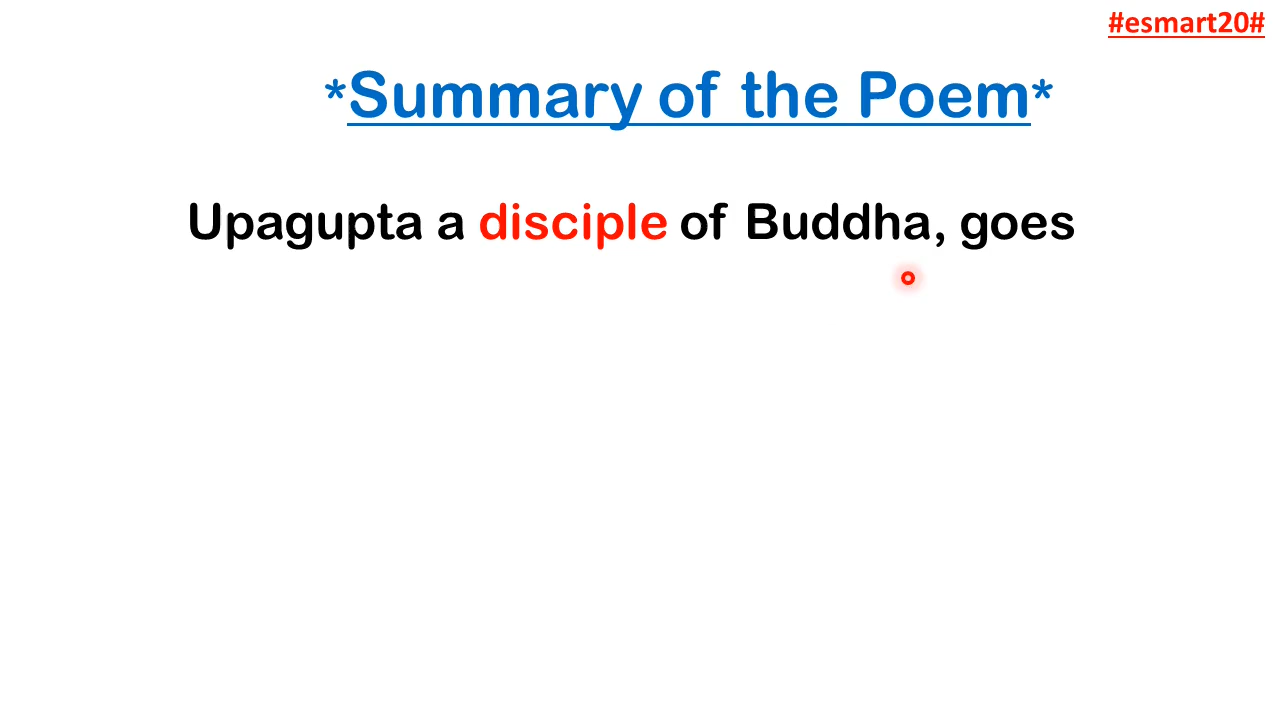 #esmart20#
*Summary of the Poem*
Upagupta a disciple of Buddha, goes